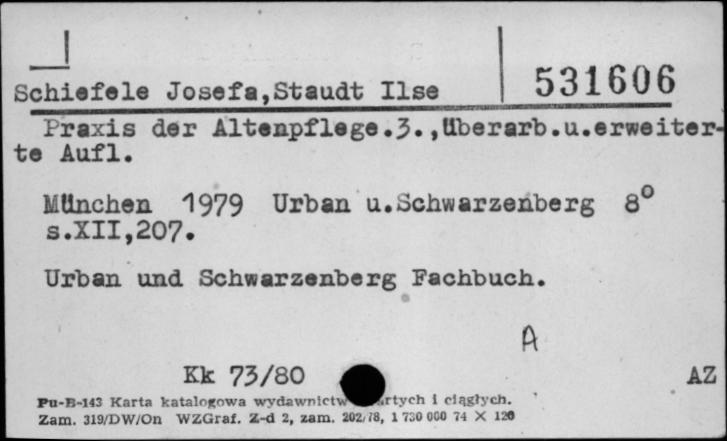 Schiefele Josefa,Staudt Ilse 531606
Praxis der Altenpflege.3.,überarb.u.erweiter-
te Aufl.
München 1979 Urban u.Schwarzenberg 8°
s.XII,207.
Urban und Schwarzenberg Fachbuch.
A
Kk 73/80 AZ
Pu-B-143 Karta katalogowa wydawnictw artych i ciągłych.
Zam. 319/DW/On WZGraf. Z-d 2, zam. 202/78, 1 730 000 74 X 120